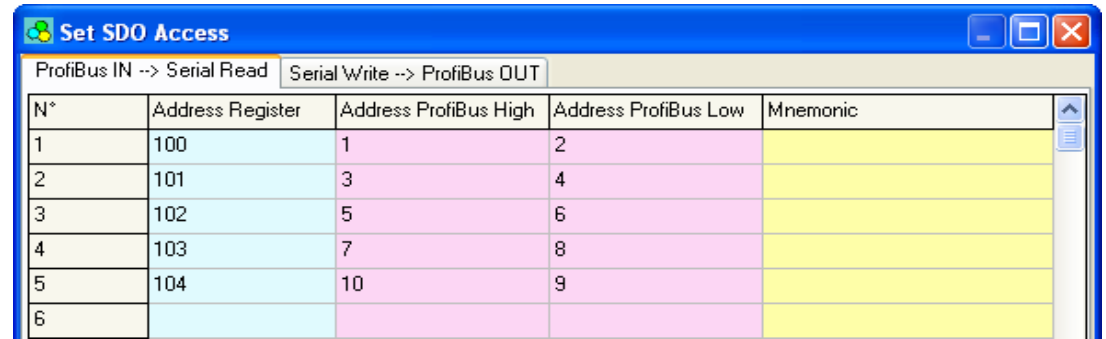 Set SDO Access
ProfiBus IN --> Serial Read Serial Write --> ProfiBus OUT
N° Address Register Address ProfiBus High Address ProfiBus Low Mnemonic
1 100 1 2
2 101 3 4
3 102 5 6
4 103 7 8
5 104 10 9
6